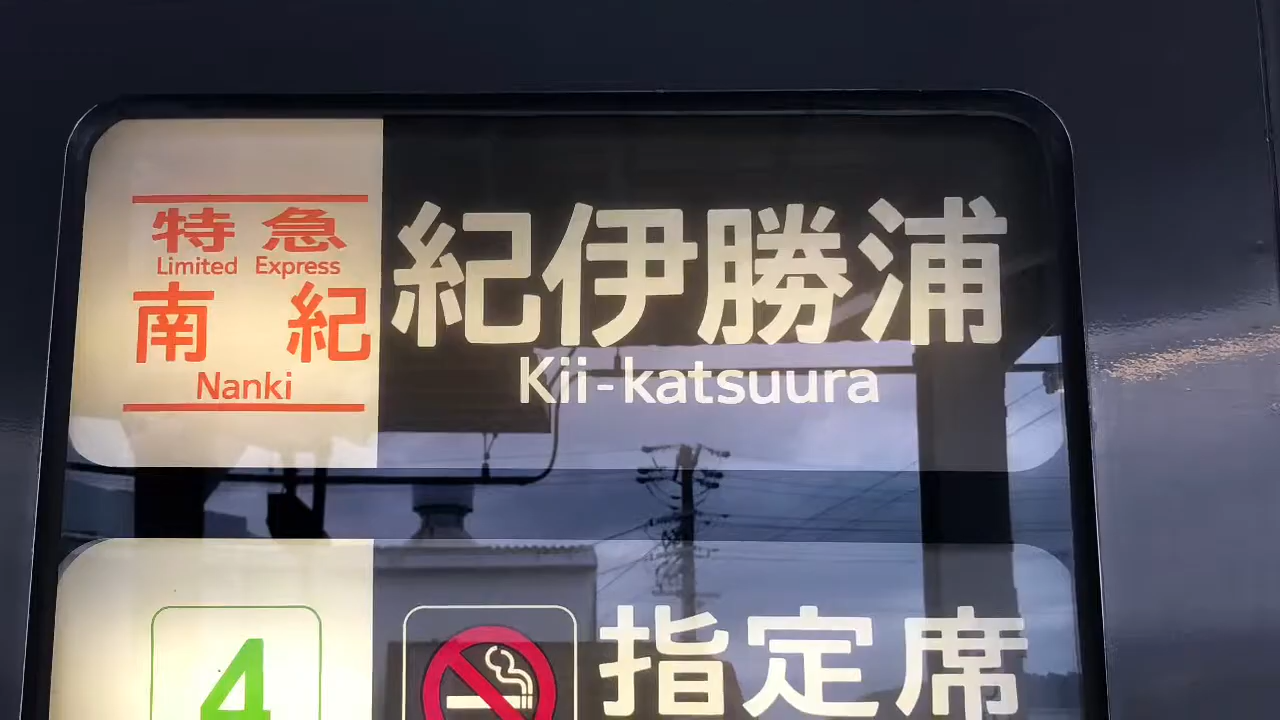 特急
Limited Express
南紀
Nanki
紀伊勝浦
Kii-katsuura
4
指定席